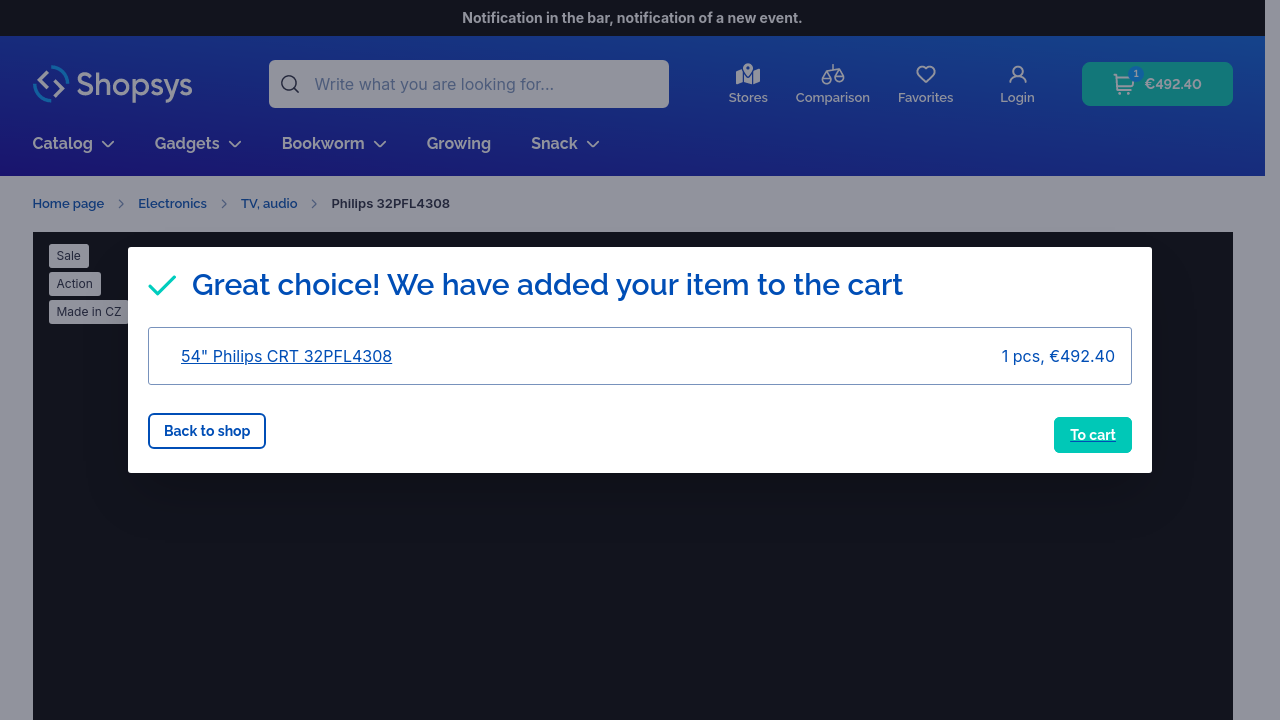 Notification in the bar, notification of a new event.
Shopsys
Write what you are looking for...
Stores
Comparison
Favorites
Login
1
€492.40
Catalog
Gadgets
Bookworm
Growing
Snack
Home page
Electronics
TV, audio
Philips 32PFL4308
Sale
Action
Made in CZ
Great choice! We have added your item to the cart
54" Philips CRT 32PFL4308
1 pcs, €492.40
Back to shop
To cart